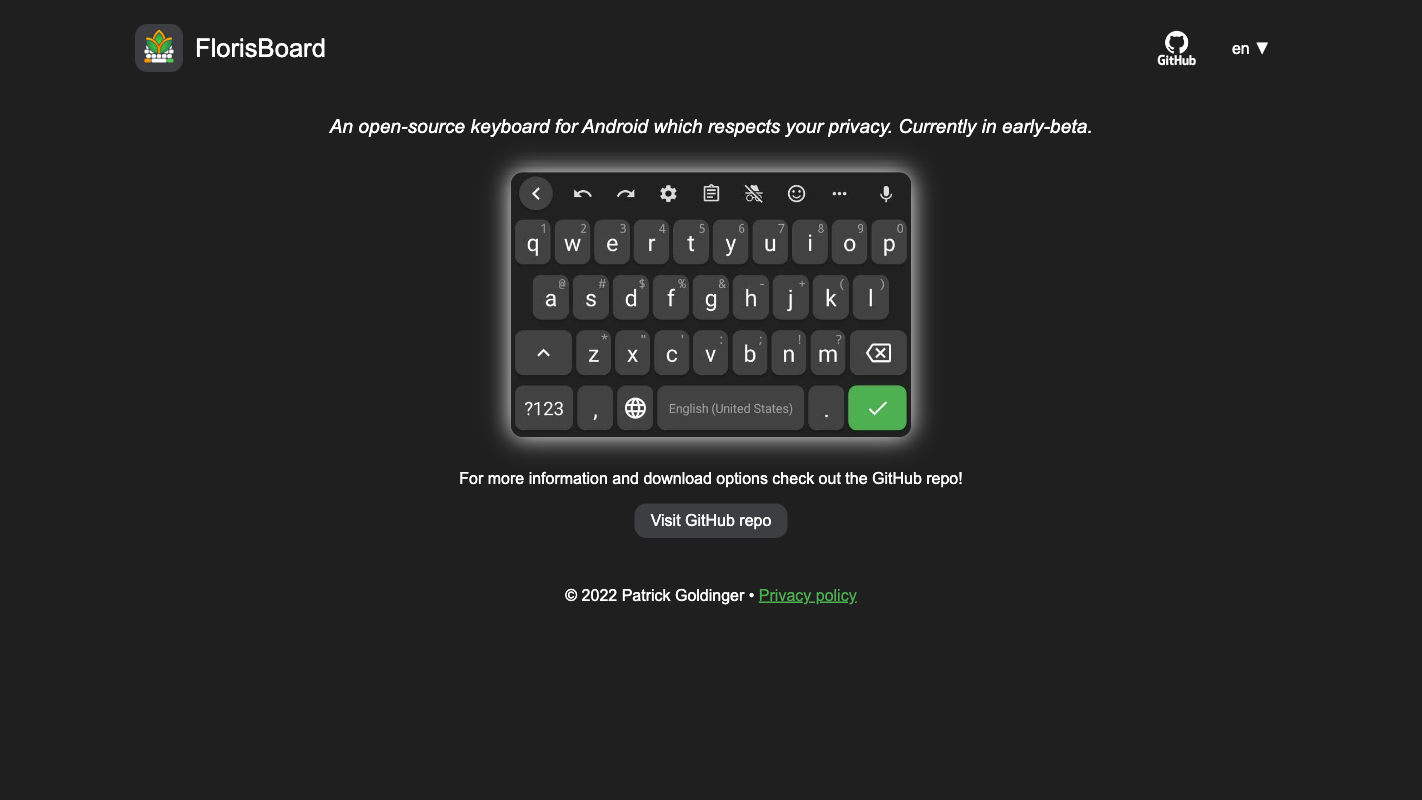 FlorisBoard
GitHub
en ▼
An open-source keyboard for Android which respects your privacy. Currently in early-beta.
1 2 3 4 5 6 7 8 9 0
q w e r t y u i o p
@ # $ % & - + ( )
a s d f g h j k l
* " ' : ; ! ?
z x c v b n m
?123 , English (United States) .
For more information and download options check out the GitHub repo!
Visit GitHub repo
© 2022 Patrick Goldinger • Privacy policy